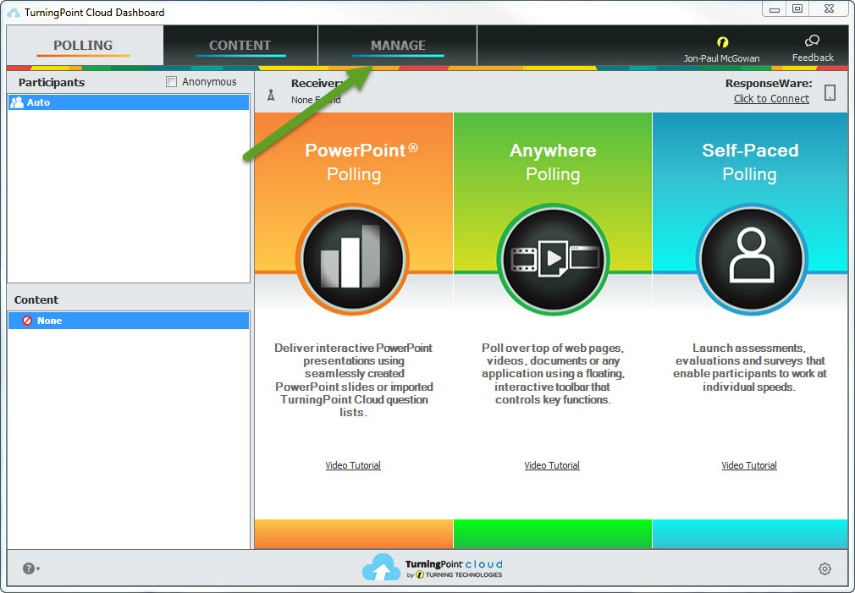 TurningPoint Cloud Dashboard
POLLING
CONTENT
MANAGE
Jon-Paul McGowan
Feedback
Participants
Anonymous
Auto
Receiver:
None Found
ResponseWare:
Click to Connect
PowerPoint®
Polling
Anywhere
Polling
Self-Paced
Polling
Deliver interactive PowerPoint
presentations using
seamlessly created
PowerPoint slides or imported
TurningPoint Cloud question
lists.
Poll over top of web pages,
videos, documents or any
application using a floating,
interactive toolbar that
controls key functions.
Launch assessments,
evaluations and surveys that
enable participants to work at
individual speeds.
Video Tutorial
Video Tutorial
Video Tutorial
Content
None
TurningPoint cloud
by TURNING TECHNOLOGIES